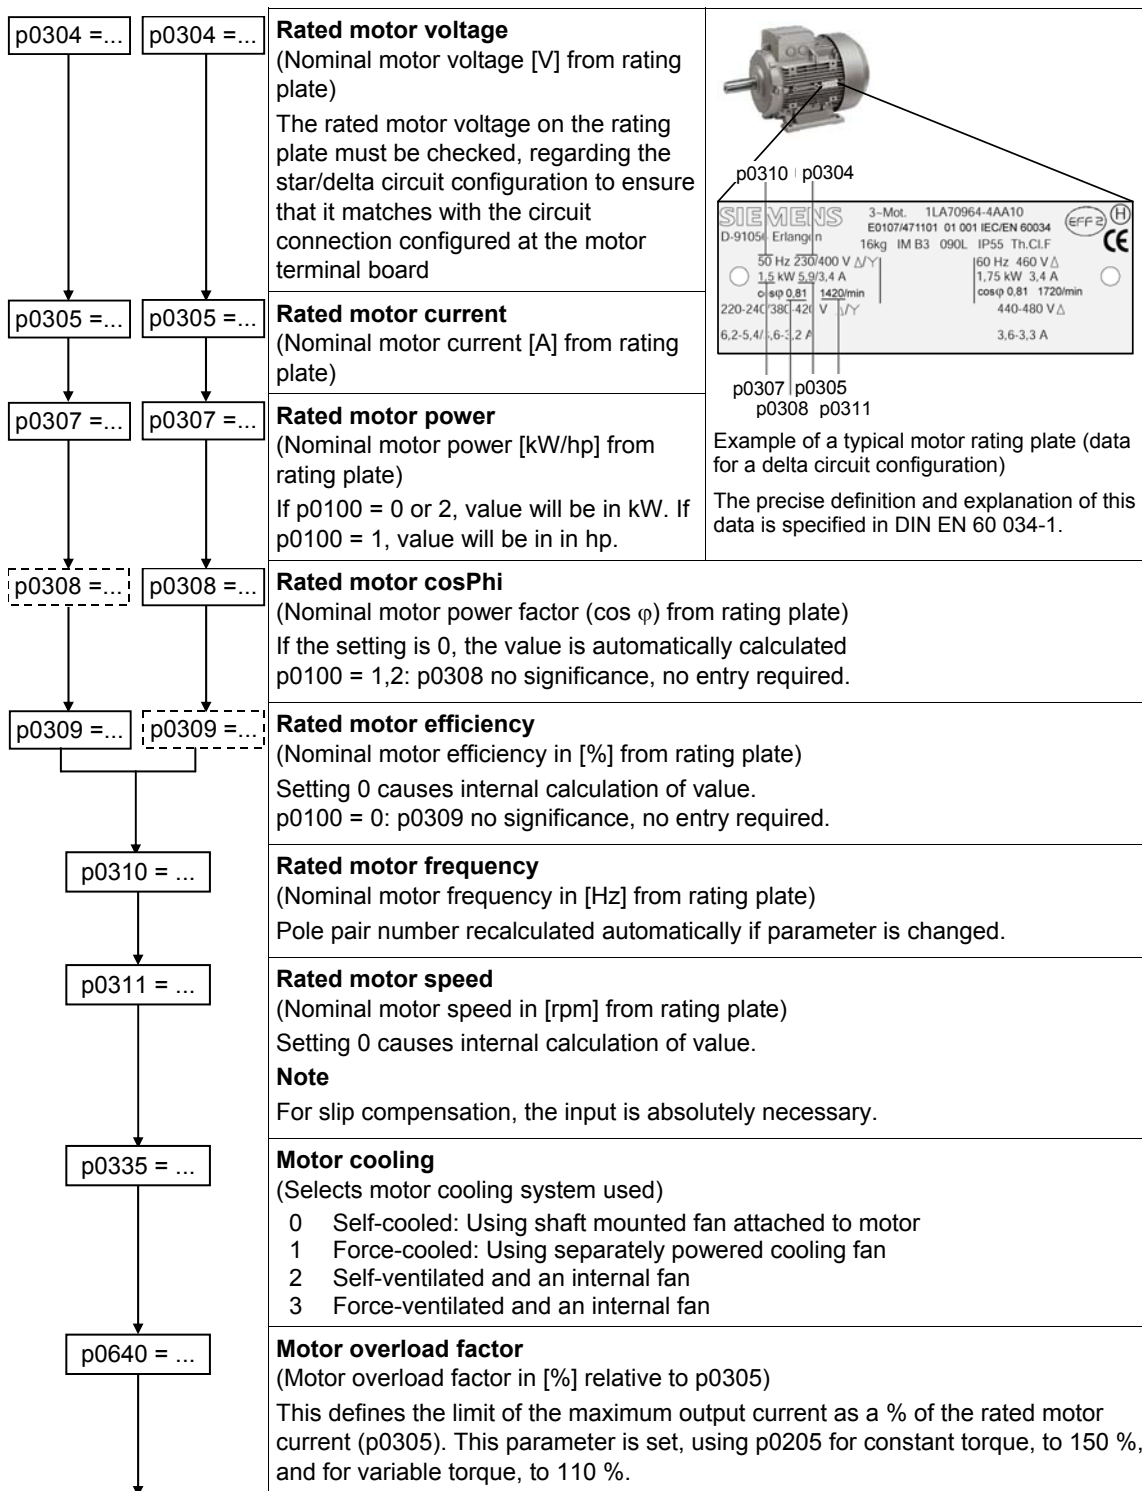 p0304 =...
p0304 =...
Rated motor voltage
(Nominal motor voltage [V] from rating
plate)
The rated motor voltage on the rating
plate must be checked, regarding the
star/delta circuit configuration to ensure
that it matches with the circuit
connection configured at the motor
terminal board
p0310
p0304
SIEMENS
3~Mot. 1LA70964-4AA10
E0107/471101 01 001 IEC/EN 60034
EFF 2
H
D-91056 Erlangen
16kg IM B3 090L IP55 Th.Cl.F
CE
50 Hz 230/400 V Δ/Y
60 Hz 460 V Δ
1,5 kW 5,9/3,4 A
1,75 kW 3,4 A
cosφ 0,81 1420/min
cosφ 0,81 1720/min
220-240/380-420 V Δ/Y
440-480 V Δ
6,2-5,4/3,6-3,2 A
3,6-3,3 A
p0307
p0305
p0308
p0311
Example of a typical motor rating plate (data
for a delta circuit configuration)
The precise definition and explanation of this
data is specified in DIN EN 60 034-1.
p0305 =...
p0305 =...
Rated motor current
(Nominal motor current [A] from rating
plate)
p0307 =...
p0307 =...
Rated motor power
(Nominal motor power [kW/hp] from
rating plate)
If p0100 = 0 or 2, value will be in kW. If
p0100 = 1, value will be in in hp.
p0308 =...
p0308 =...
Rated motor cosPhi
(Nominal motor power factor (cos φ) from rating plate)
If the setting is 0, the value is automatically calculated
p0100 = 1,2: p0308 no significance, no entry required.
p0309 =...
p0309 =...
Rated motor efficiency
(Nominal motor efficiency in [%] from rating plate)
Setting 0 causes internal calculation of value.
p0100 = 0: p0309 no significance, no entry required.
p0310 = ...
Rated motor frequency
(Nominal motor frequency in [Hz] from rating plate)
Pole pair number recalculated automatically if parameter is changed.
p0311 = ...
Rated motor speed
(Nominal motor speed in [rpm] from rating plate)
Setting 0 causes internal calculation of value.
Note
For slip compensation, the input is absolutely necessary.
p0335 = ...
Motor cooling
(Selects motor cooling system used)
0 Self-cooled: Using shaft mounted fan attached to motor
1 Force-cooled: Using separately powered cooling fan
2 Self-ventilated and an internal fan
3 Force-ventilated and an internal fan
p0640 = ...
Motor overload factor
(Motor overload factor in [%] relative to p0305)
This defines the limit of the maximum output current as a % of the rated motor
current (p0305). This parameter is set, using p0205 for constant torque, to 150 %,
and for variable torque, to 110 %.